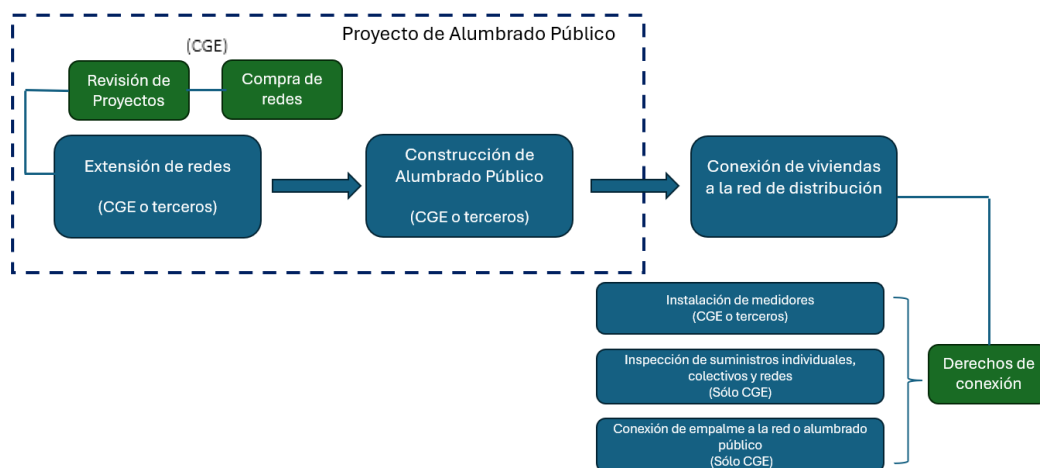 Proyecto de Alumbrado Público
(CGE)
Revisión de
Proyectos
Compra de
redes
Extensión de redes
(CGE o terceros)
Construcción de
Alumbrado Público
(CGE o terceros)
Conexión de viviendas
a la red de distribución
Instalación de medidores
(CGE o terceros)
Inspección de suministros individuales,
colectivos y redes
(Sólo CGE)
Conexión de empalme a la red o alumbrado
público
(Sólo CGE)
Derechos de
conexión